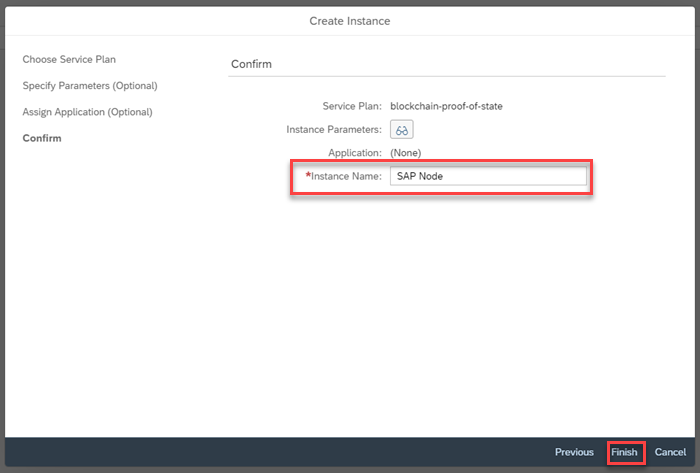 Create Instance
Choose Service Plan
Specify Parameters (Optional)
Assign Application (Optional)
Confirm
Confirm
Service Plan: blockchain-proof-of-state
Instance Parameters:
Application: (None)
*Instance Name: SAP Node
Previous Finish Cancel